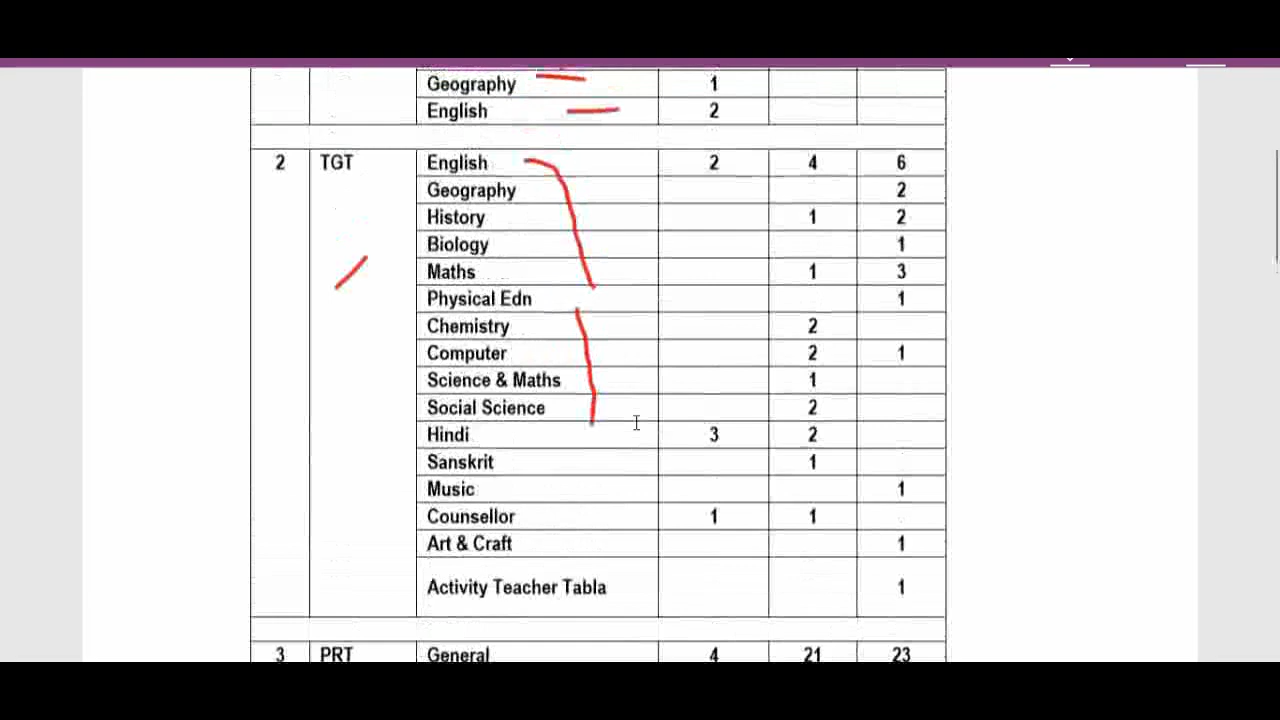 Geography 1
English 2
2 TGT English 2 4 6
Geography 2
History 1 2
Biology 1
Maths 1 3
Physical Edn 1
Chemistry 2
Computer 2 1
Science & Maths 1
Social Science 2
Hindi 3 2
Sanskrit 1
Music 1
Counsellor 1 1
Art & Craft 1
Activity Teacher Tabla 1
3 PRT General 4 21 23